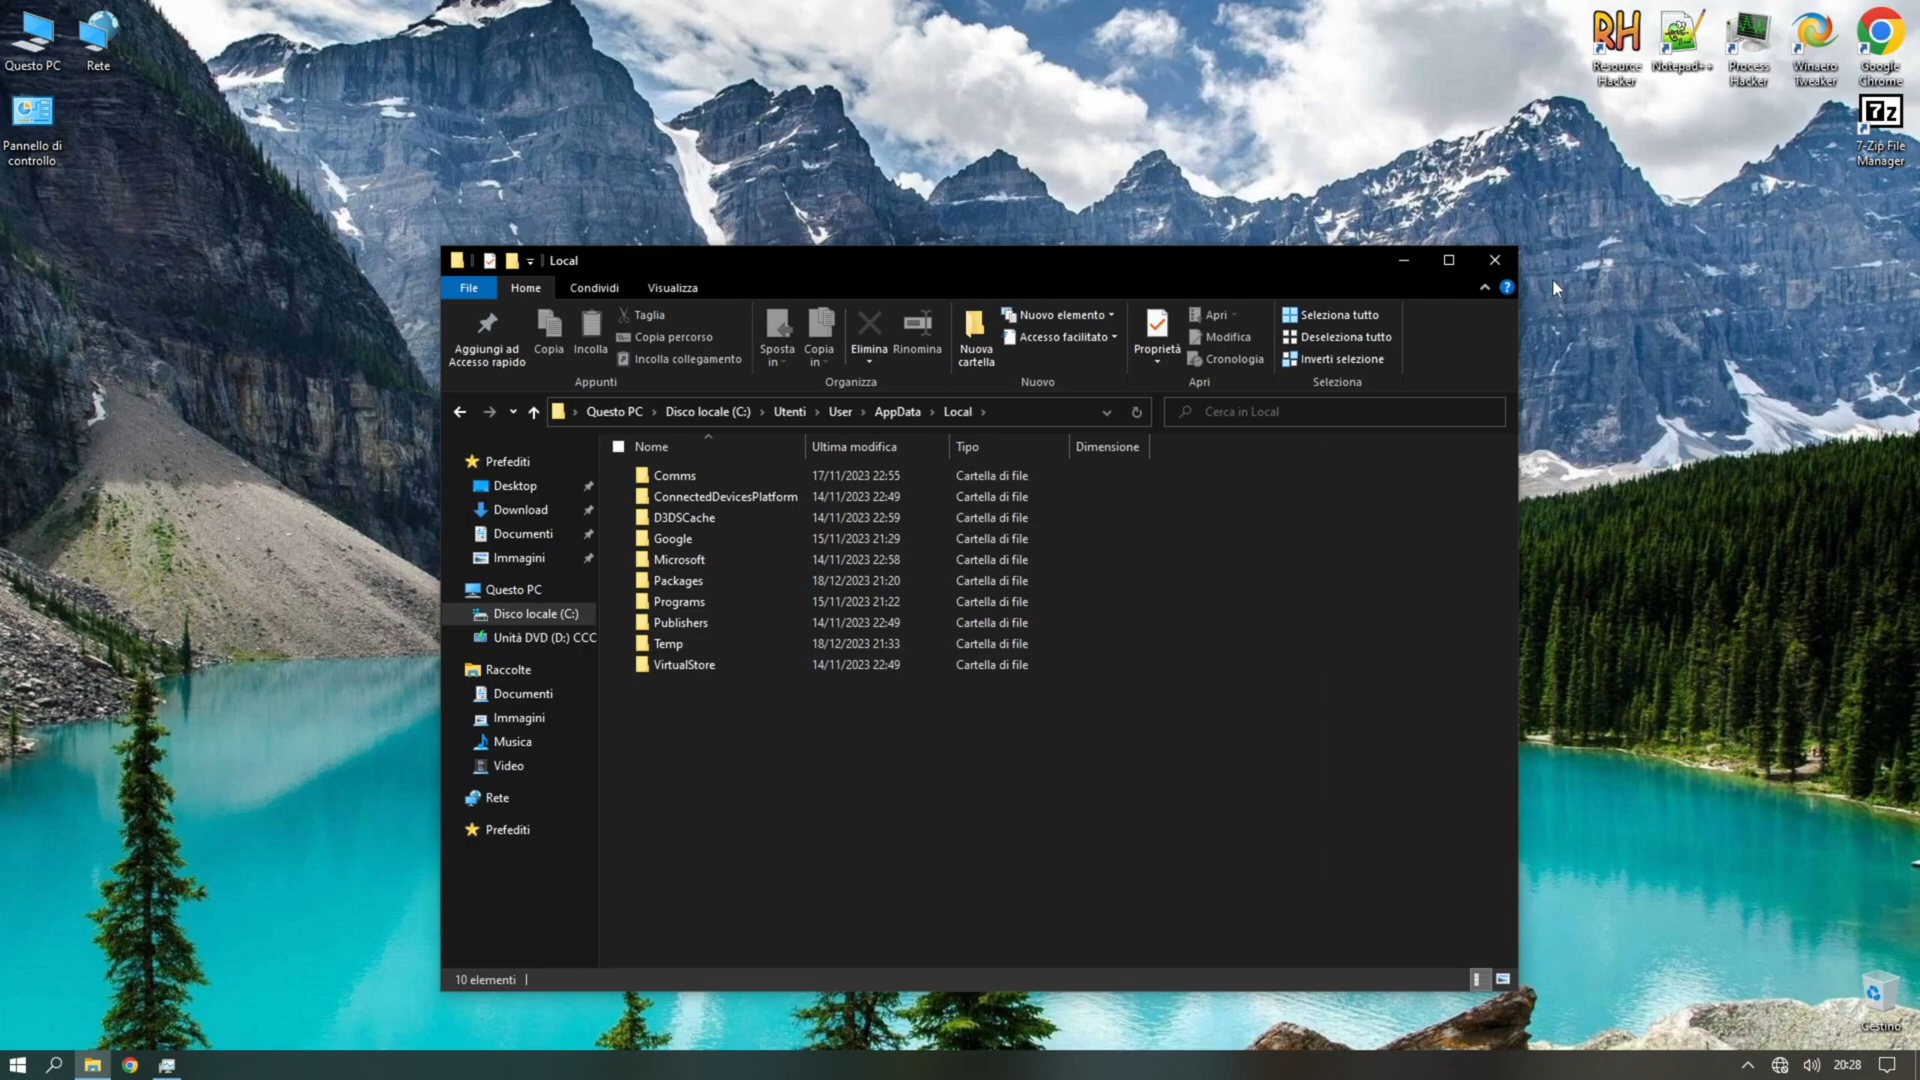 Questo PC
Rete
Pannello di
controllo
Resource
Hacker
Notepad++
Process
Hacker
Winaero
Tweaker
Google
Chrome
7-Zip File
Manager
Local
File
Home
Condividi
Visualizza
Aggiungi ad
Accesso rapido
Copia
Incolla
Taglia
Copia percorso
Incolla collegamento
Appunti
Sposta
in
Copia
in
Elimina
Rinomina
Organizza
Nuova
cartella
Nuovo elemento
Accesso facilitato
Nuovo
Proprietà
Apri
Modifica
Cronologia
Apri
Seleziona tutto
Deseleziona tutto
Inverti selezione
Seleziona
Questo PC > Disco locale (C:) > Utenti > User > AppData > Local >
Cerca in Local
Prefediti
Desktop
Download
Documenti
Immagini
Questo PC
Disco locale (C:)
Unità DVD (D:) CCC
Raccolte
Documenti
Immagini
Musica
Video
Rete
Prefediti
Nome Ultima modifica Tipo Dimensione
Comms 17/11/2023 22:55 Cartella di file
ConnectedDevicesPlatform 14/11/2023 22:49 Cartella di file
D3DSCache 14/11/2023 22:59 Cartella di file
Google 15/11/2023 21:29 Cartella di file
Microsoft 14/11/2023 22:58 Cartella di file
Packages 18/12/2023 21:20 Cartella di file
Programs 15/11/2023 21:22 Cartella di file
Publishers 14/11/2023 22:49 Cartella di file
Temp 18/12/2023 21:33 Cartella di file
VirtualStore 14/11/2023 22:49 Cartella di file
10 elementi
Cestino
20:28